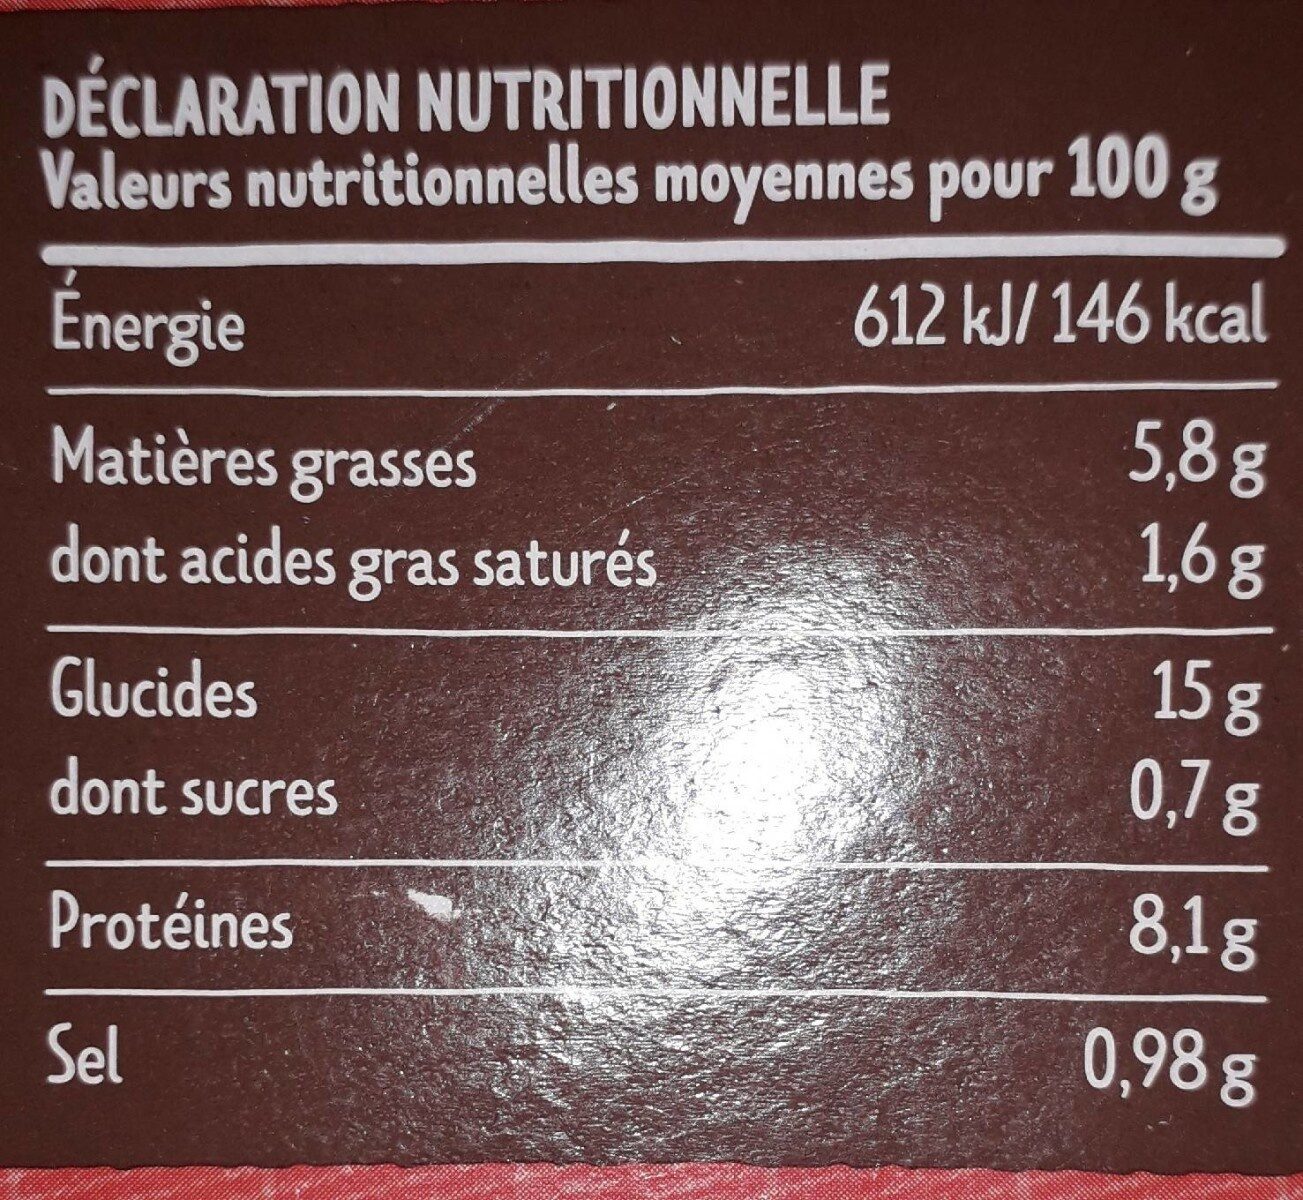 DÉCLARATION NUTRITIONNELLE
Valeurs nutritionnelles moyennes pour 100 g
Énergie 612 kJ/ 146 kcal
Matières grasses 5,8 g
dont acides gras saturés 1,6 g
Glucides 15 g
dont sucres 0,7 g
Protéines 8,1 g
Sel 0,98 g